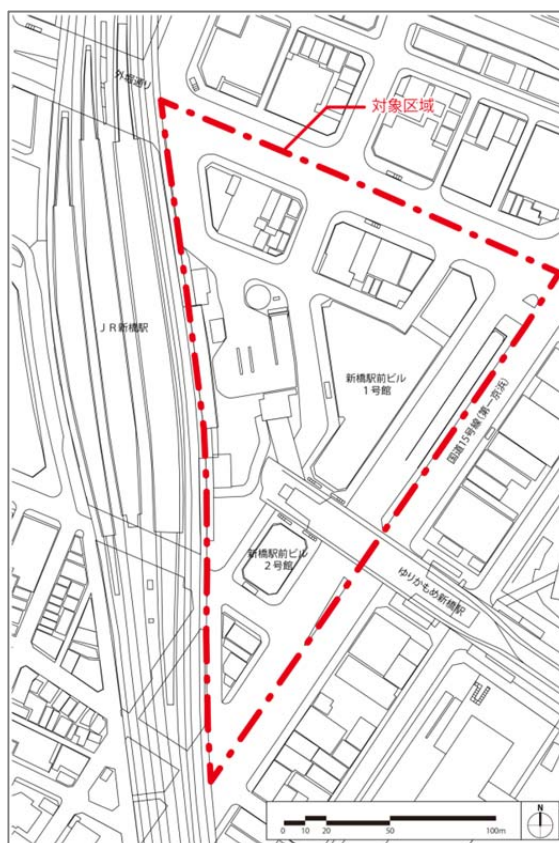 外堀通り
対象区域
JR新橋駅
新橋駅前ビル
1号館
国道15号線(第一京浜)
新橋駅前ビル
2号館
ゆりかもめ新橋駅
N
0 10 20 50 100m